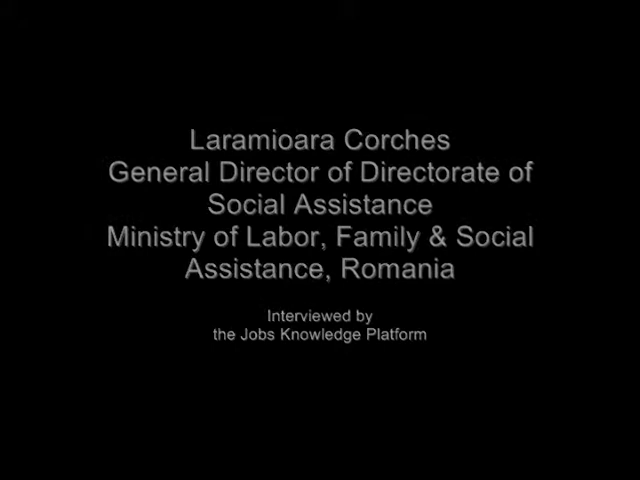 Laramioara Corches
General Director of Directorate of
Social Assistance
Ministry of Labor, Family & Social
Assistance, Romania
Interviewed by
the Jobs Knowledge Platform